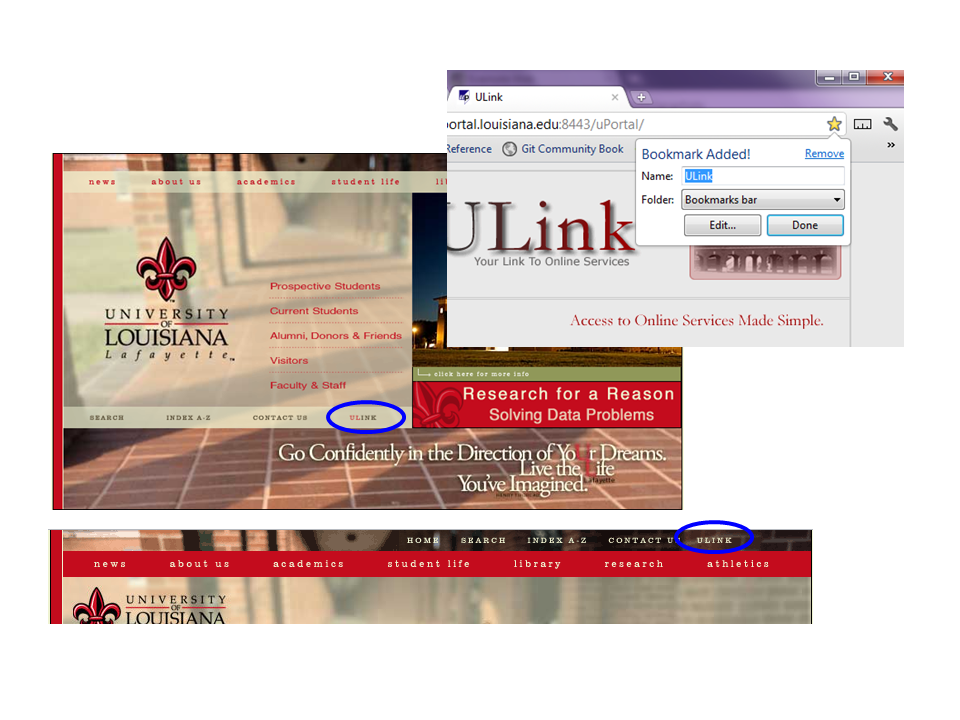 ULink
portal.louisiana.edu:8443/uPortal/
Reference
Git Community Book
»
Bookmark Added!
Remove
Name:
ULink
Folder:
Bookmarks bar
Edit...
Done
ULink
Your Link To Online Services
Access to Online Services Made Simple.
news about us academics student life
UNIVERSITY
OF
LOUISIANA
Lafayette™
Prospective Students
Current Students
Alumni, Donors & Friends
Visitors
Faculty & Staff
click here for more info
Research for a Reason
Solving Data Problems
SEARCH INDEX A-Z CONTACT US ULINK
Go Confidently in the Direction of Your Dreams.
Live the Life
You've Imagined.
Lafayette
HOME SEARCH INDEX A-Z CONTACT US ULINK
news about us academics student life library research athletics
UNIVERSITY
OF
LOUISIANA